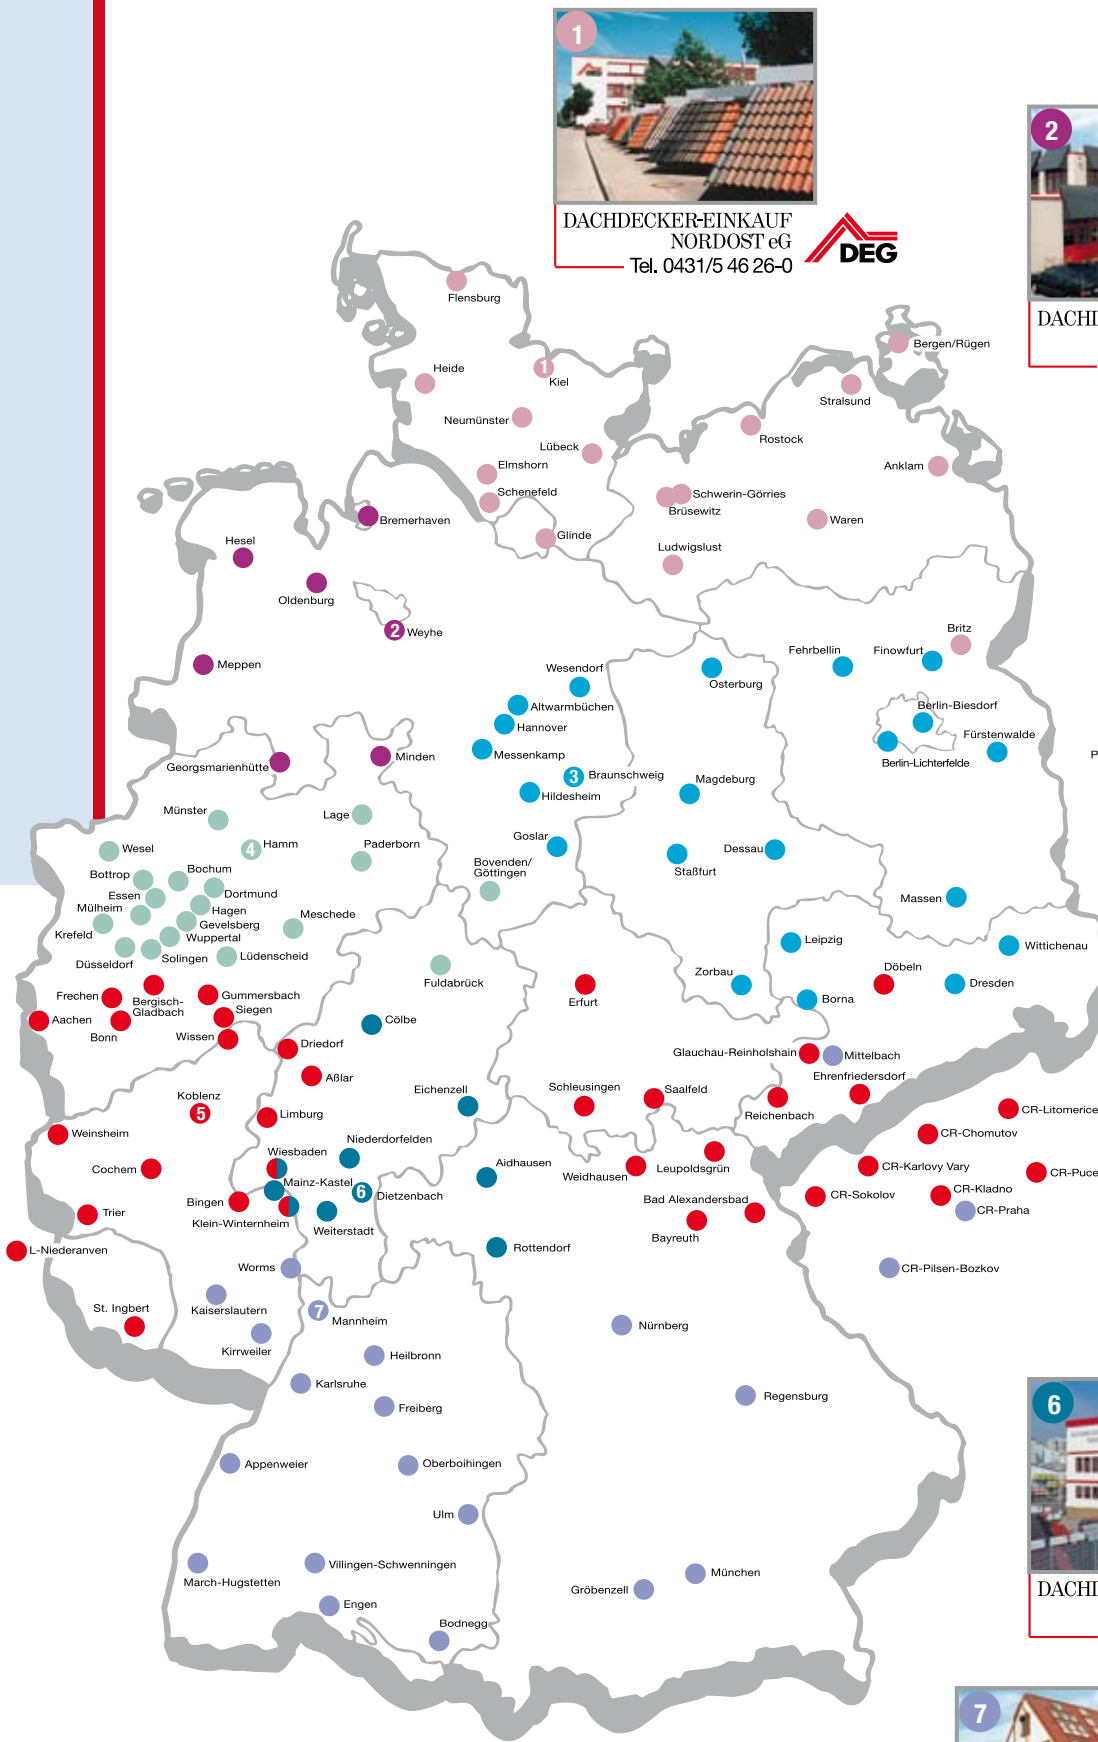 1
DACHDECKER-EINKAUF
NORDOST eG
Tel. 0431/5 46 26-0
DEG
2
DACHD
Flensburg
Bergen/Rügen
Heide
1
Kiel
Stralsund
Neumünster
Rostock
Lübeck
Elmshorn
Anklam
Schenefeld
Schwerin-Görries
Brüsewitz
Bremerhaven
Waren
Glinde
Hesel
Ludwigslust
Oldenburg
2
Weyhe
Britz
Meppen
Fehrbellin
Finowfurt
Wesendorf
Osterburg
Altwarmbüchen
Berlin-Biesdorf
Hannover
Fürstenwalde
Messenkamp
Minden
Berlin-Lichterfelde
P
Georgsmarienhütte
3
Braunschweig
Magdeburg
Hildesheim
Münster
Lage
Goslar
4
Hamm
Paderborn
Wesel
Dessau
Bovenden/
Göttingen
Staßfurt
Bottrop
Bochum
Essen
Dortmund
Massen
Mülheim
Hagen
Meschede
Gevelsberg
Krefeld
Wuppertal
Leipzig
Wittichenau
Düsseldorf
Solingen
Lüdenscheid
Döbeln
Zorbau
Fuldabrück
Dresden
Frechen
Bergisch-
Gladbach
Gummersbach
Erfurt
Borna
Siegen
Aachen
Cölbe
Bonn
Wissen
Driedorf
Glauchau-Reinholshain
Mittelbach
Aßlar
Ehrenfriedersdorf
Schleusingen
Saalfeld
Eichenzell
Koblenz
5
Limburg
Reichenbach
CR-Litomerice
Weinsheim
CR-Chomutov
Niederdorfelden
Wiesbaden
Aidhausen
Cochem
Weidhausen
Leupoldsgrün
CR-Karlovy Vary
CR-Puce
Mainz-Kastel
6
Dietzenbach
CR-Kladno
CR-Sokolov
Bingen
Bad Alexandersbad
Trier
Klein-Winternheim
CR-Praha
Weiterstadt
Bayreuth
L-Niederanven
Rottendorf
Worms
CR-Pilsen-Bozkov
St. Ingbert
Kaiserslautern
7
Mannheim
Nürnberg
Kirrweiler
Heilbronn
Karlsruhe
Regensburg
Freiberg
6
Appenweier
Oberboihingen
Ulm
Villingen-Schwenningen
München
March-Hugstetten
Gröbenzell
DACHD
Engen
Bodnegg
7